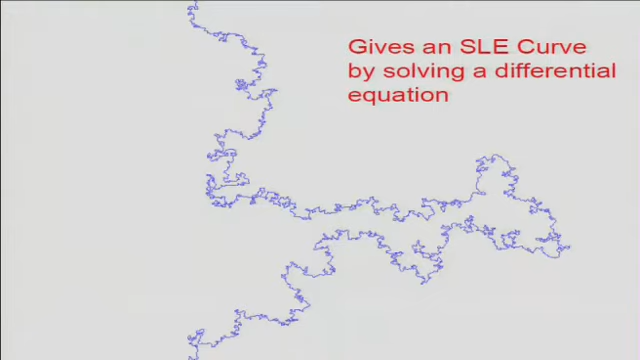 Gives an SLE Curve
by solving a differential
equation